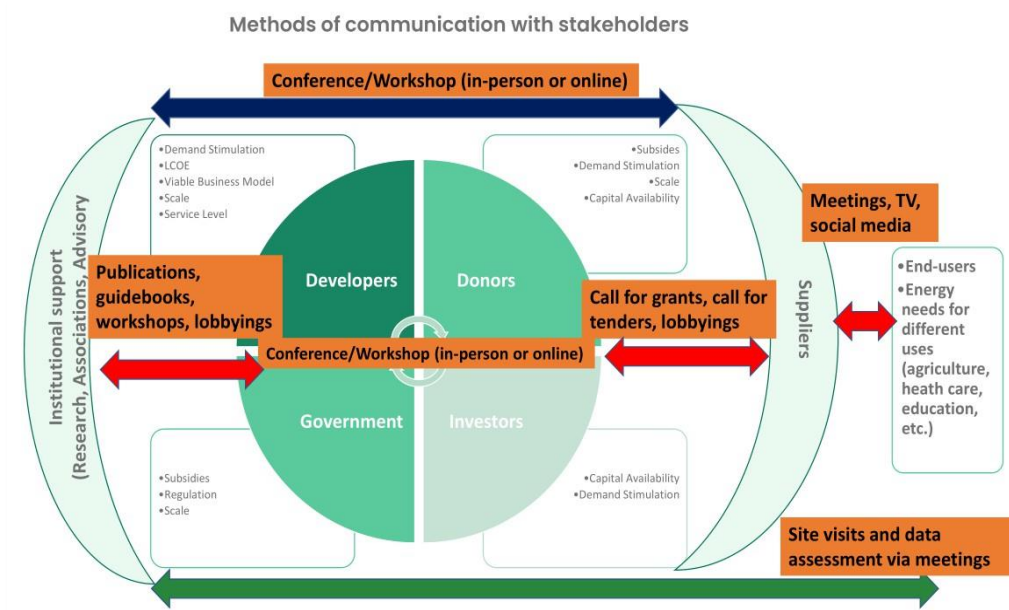 Methods of communication with stakeholders
Conference/Workshop (in-person or online)
•Demand Stimulation
•LCOE
•Viable Business Model
•Scale
•Service Level
•Subsides
•Demand Stimulation
•Scale
•Capital Availability
Meetings, TV,
social media
Institutional support
(Research, Associations, Advisory
Publications,
guidebooks,
workshops, lobbyings
Developers
Donors
Call for grants, call for
tenders, lobbyings
Suppliers
• End-users
• Energy
needs for
different
uses
(agriculture,
heath care,
education,
etc.)
Conference/Workshop (in-person or online)
Government
Investors
•Subsidies
•Regulation
•Scale
•Capital Availability
•Demand Stimulation
Site visits and data
assessment via meetings